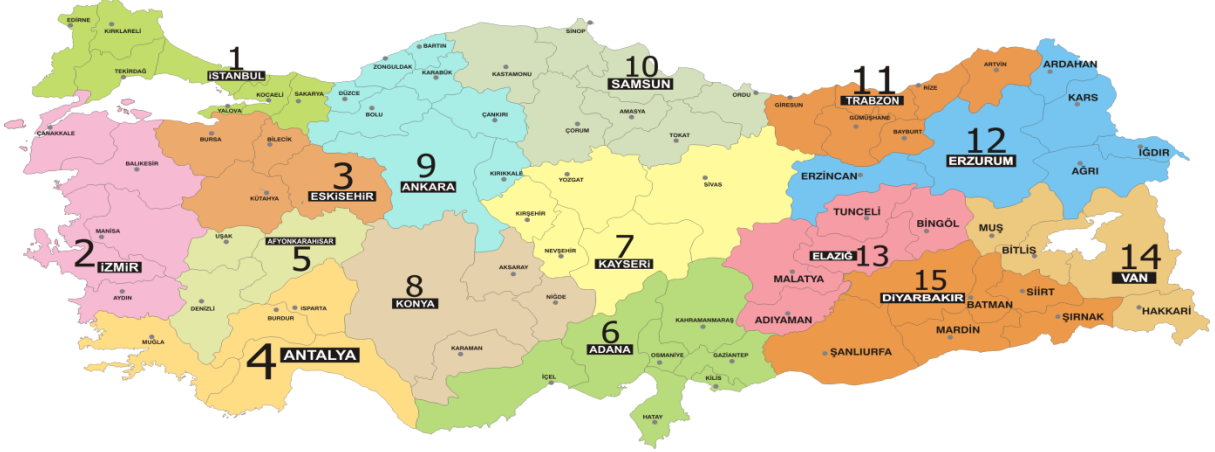 EDİRNE
KIRKLARELİ
TEKİRDAĞ
1
İSTANBUL
KOCAELİ
SAKARYA
YALOVA
ÇANAKKALE
BALIKESİR
MANİSA
2
İZMİR
AYDIN
BURSA
BİLECİK
3
ESKİSEHİR
KÜTAHYA
UŞAK
AFYONKARAHİSAR
5
DENİZLİ
ISPARTA
BURDUR
MUĞLA
4
ANTALYA
BARTIN
ZONGULDAK
KARABÜK
DÜZCE
BOLU
ÇANKIRI
9
ANKARA
KIRIKKALE
8
KONYA
AKSARAY
NİĞDE
KARAMAN
SİNOP
KASTAMONU
10
SAMSUN
ORDU
AMASYA
ÇORUM
TOKAT
YOZGAT
SİVAS
KIRŞEHİR
NEVŞEHİR
7
KAYSERİ
6
ADANA
KAHRAMANMARAŞ
OSMANİYE
GAZİANTEP
KİLİS
İÇEL
HATAY
ARTVİN
RİZE
11
TRABZON
GİRESUN
GÜMÜŞHANE
BAYBURT
ARDAHAN
KARS
12
ERZURUM
IĞDIR
AĞRI
ERZİNCAN
TUNCELİ
BİNGÖL
ELAZIĞ 13
MALATYA
ADIYAMAN
MUŞ
BİTLİS
14
VAN
HAKKARİ
15
DİYARBAKIR
SİİRT
BATMAN
ŞIRNAK
MARDİN
ŞANLIURFA